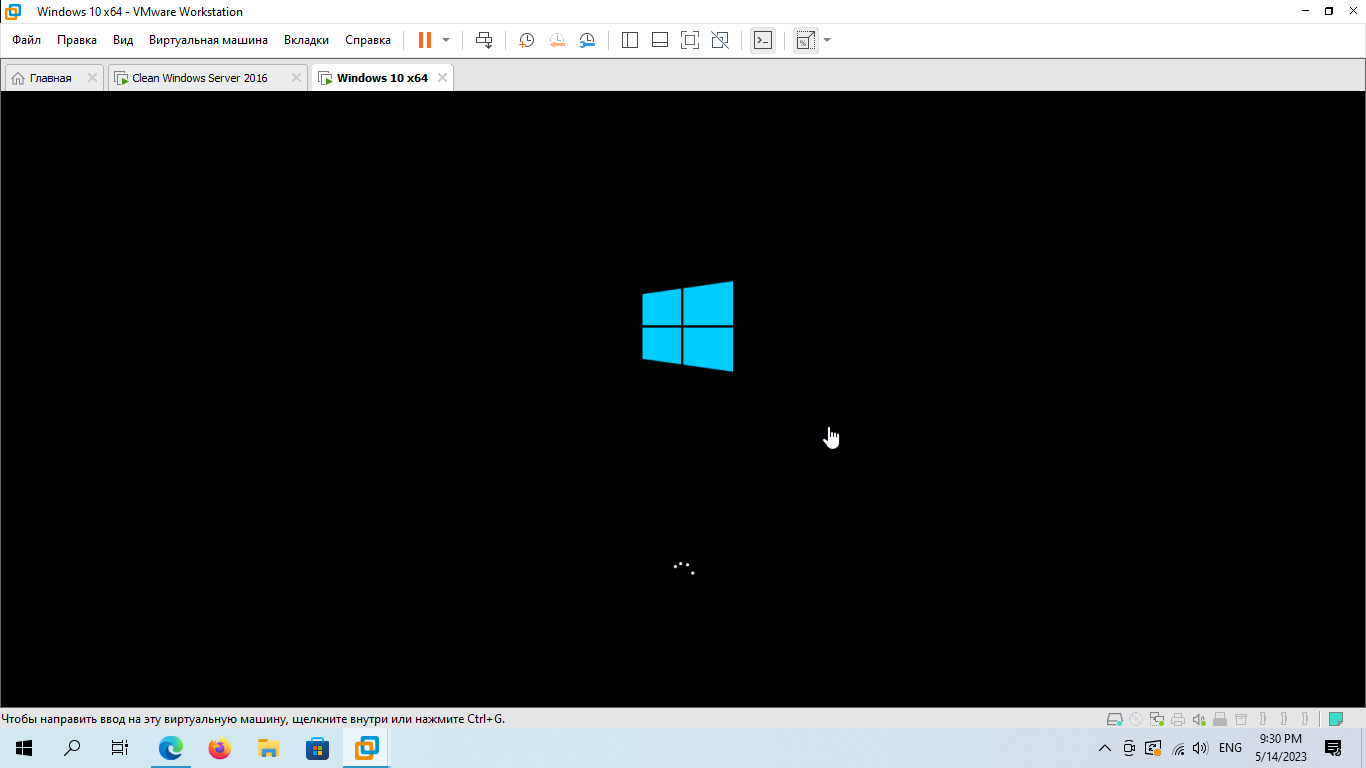 Windows 10 x64 - VMware Workstation
Файл Правка Вид Виртуальная машина Вкладки Справка
Главная Clean Windows Server 2016 Windows 10 x64
Чтобы направить ввод на эту виртуальную машину, щелкните внутри или нажмите Ctrl+G.
ENG
9:30 PM
5/14/2023